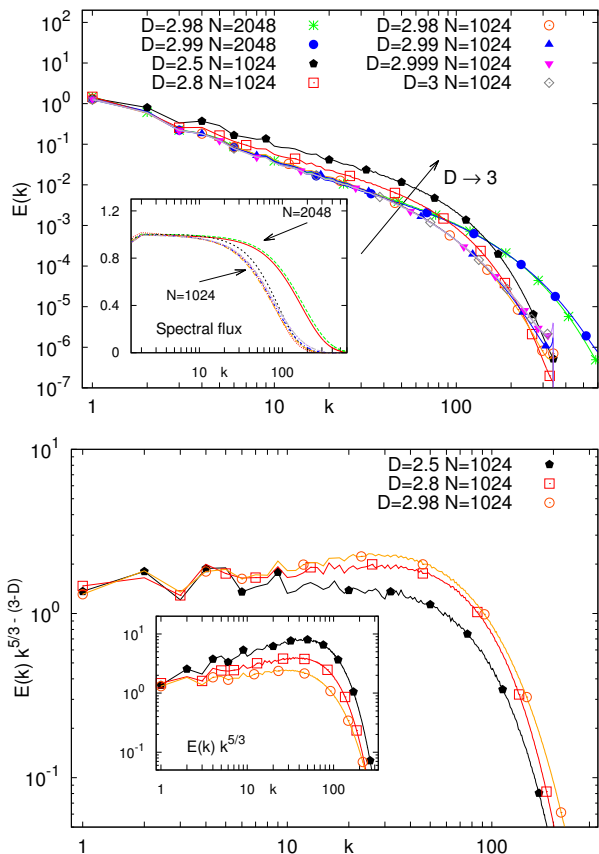 D=2.98 N=2048
D=2.99 N=2048
D=2.5 N=1024
D=2.8 N=1024
D=2.98 N=1024
D=2.99 N=1024
D=2.999 N=1024
D=3 N=1024
10^2
10^1
10^0
10^-1
10^-2
10^-3
10^-4
10^-5
10^-6
10^-7
E(k)
D → 3
1.2
0.8
0.4
0
N=2048
N=1024
Spectral flux
10 k 100
1 10 k 100
D=2.5 N=1024
D=2.8 N=1024
D=2.98 N=1024
10^1
10^0
10^-1
E(k) k^5/3 - (3-D)
10^1
10^0
10^-1
E(k) k^5/3
1 10 k 100
1 10 k 100